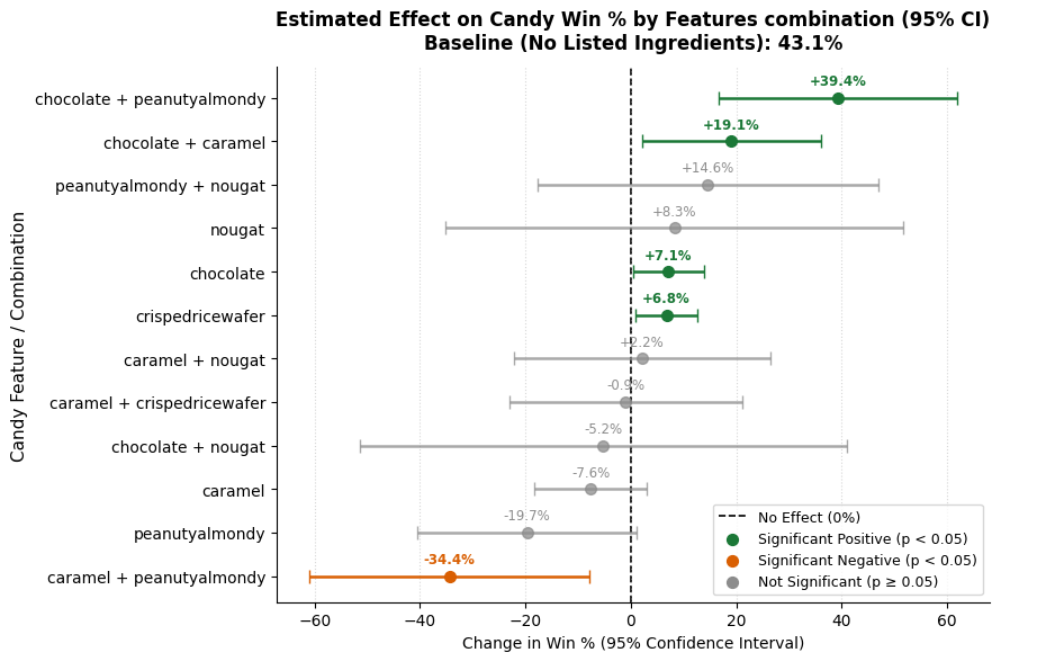 Estimated Effect on Candy Win % by Features combination (95% CI)
Baseline (No Listed Ingredients): 43.1%
Candy Feature / Combination
chocolate + peanutyalmondy
+39.4%
chocolate + caramel
+19.1%
peanutyalmondy + nougat
+14.6%
nougat
+8.3%
chocolate
+7.1%
crispedricewafer
+6.8%
caramel + nougat
+2.2%
caramel + crispedricewafer
-0.9%
chocolate + nougat
-5.2%
caramel
-7.6%
peanutyalmondy
-19.7%
caramel + peanutyalmondy
-34.4%
No Effect (0%)
Significant Positive (p < 0.05)
Significant Negative (p < 0.05)
Not Significant (p ≥ 0.05)
−60 −40 −20 0 20 40 60
Change in Win % (95% Confidence Interval)